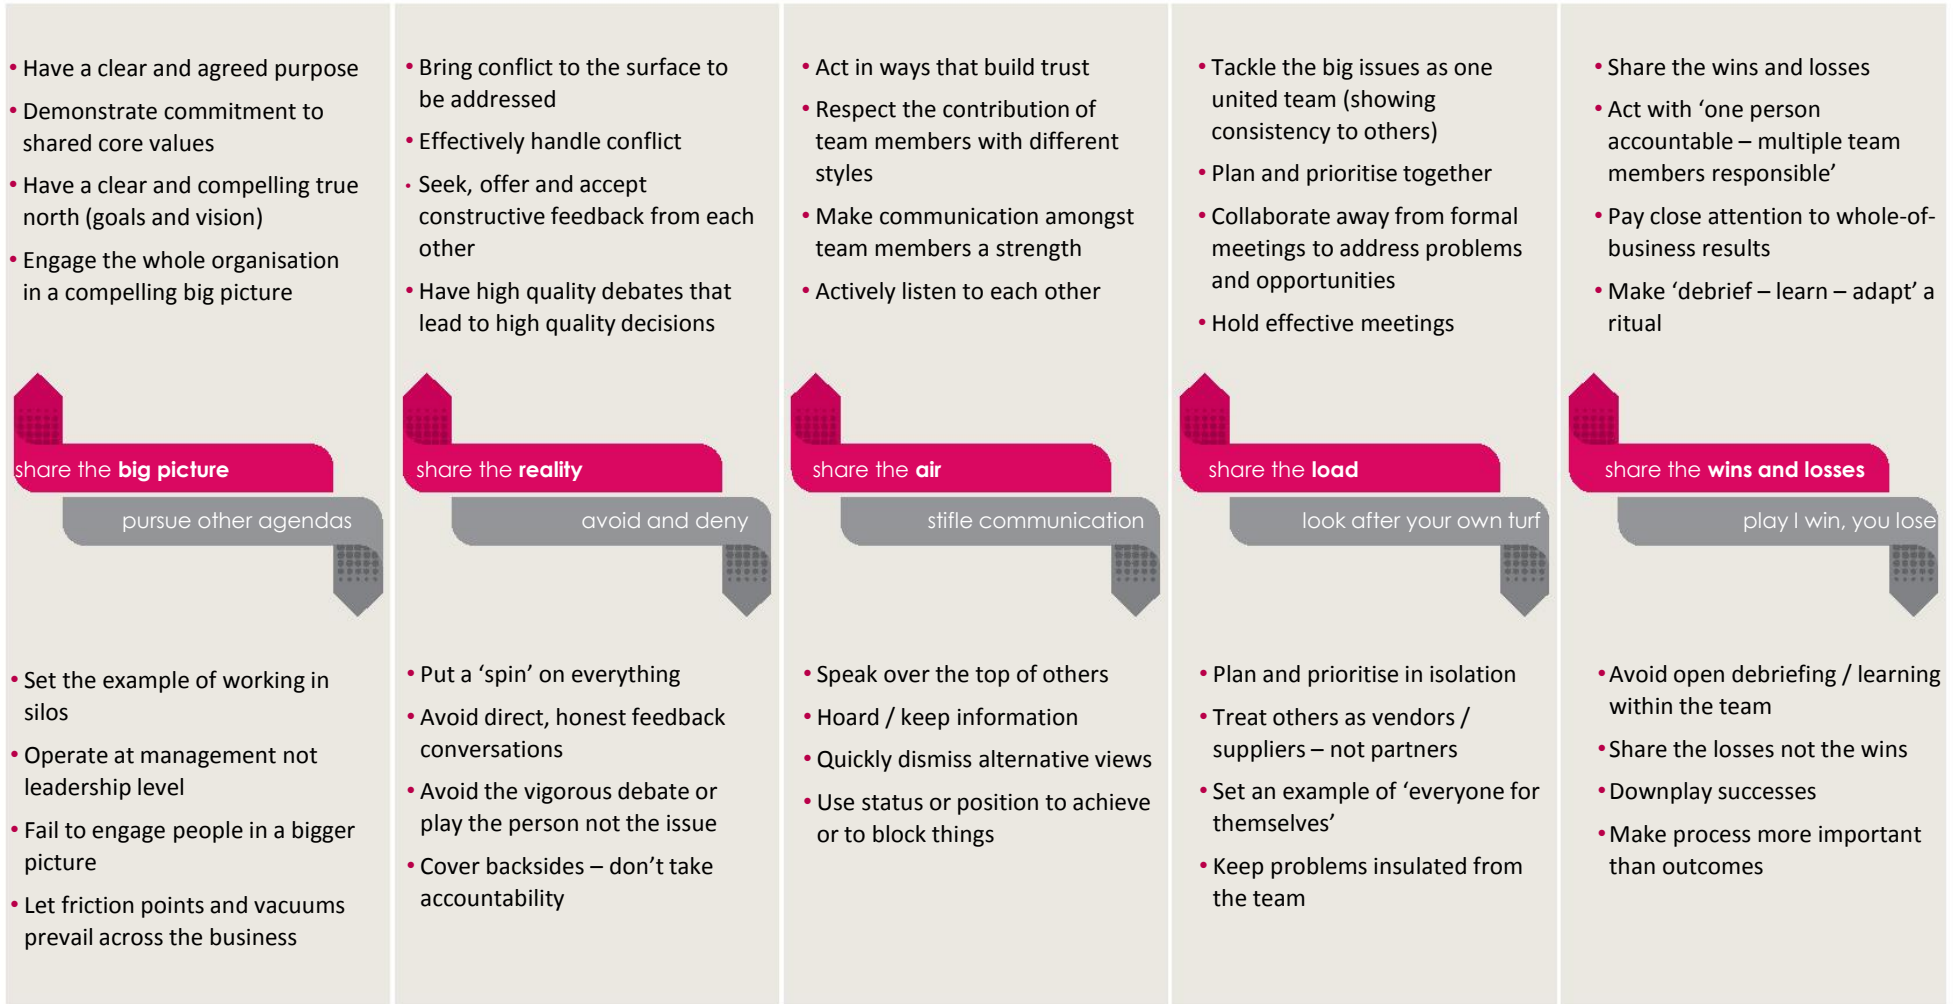 • Have a clear and agreed purpose
• Demonstrate commitment to
shared core values
• Have a clear and compelling true
north (goals and vision)
• Engage the whole organisation
in a compelling big picture
share the big picture
pursue other agendas
• Set the example of working in
silos
• Operate at management not
leadership level
• Fail to engage people in a bigger
picture
• Let friction points and vacuums
prevail across the business
• Bring conflict to the surface to
be addressed
• Effectively handle conflict
• Seek, offer and accept
constructive feedback from each
other
• Have high quality debates that
lead to high quality decisions
share the reality
avoid and deny
• Put a ‘spin’ on everything
• Avoid direct, honest feedback
conversations
• Avoid the vigorous debate or
play the person not the issue
• Cover backsides – don’t take
accountability
• Act in ways that build trust
• Respect the contribution of
team members with different
styles
• Make communication amongst
team members a strength
• Actively listen to each other
share the air
stifle communication
• Speak over the top of others
• Hoard / keep information
• Quickly dismiss alternative views
• Use status or position to achieve
or to block things
• Tackle the big issues as one
united team (showing
consistency to others)
• Plan and prioritise together
• Collaborate away from formal
meetings to address problems
and opportunities
• Hold effective meetings
share the load
look after your own turf
• Plan and prioritise in isolation
• Treat others as vendors /
suppliers – not partners
• Set an example of ‘everyone for
themselves’
• Keep problems insulated from
the team
• Share the wins and losses
• Act with ‘one person
accountable – multiple team
members responsible’
• Pay close attention to whole-of-
business results
• Make ‘debrief – learn – adapt’ a
ritual
share the wins and losses
play I win, you lose
• Avoid open debriefing / learning
within the team
• Share the losses not the wins
• Downplay successes
• Make process more important
than outcomes